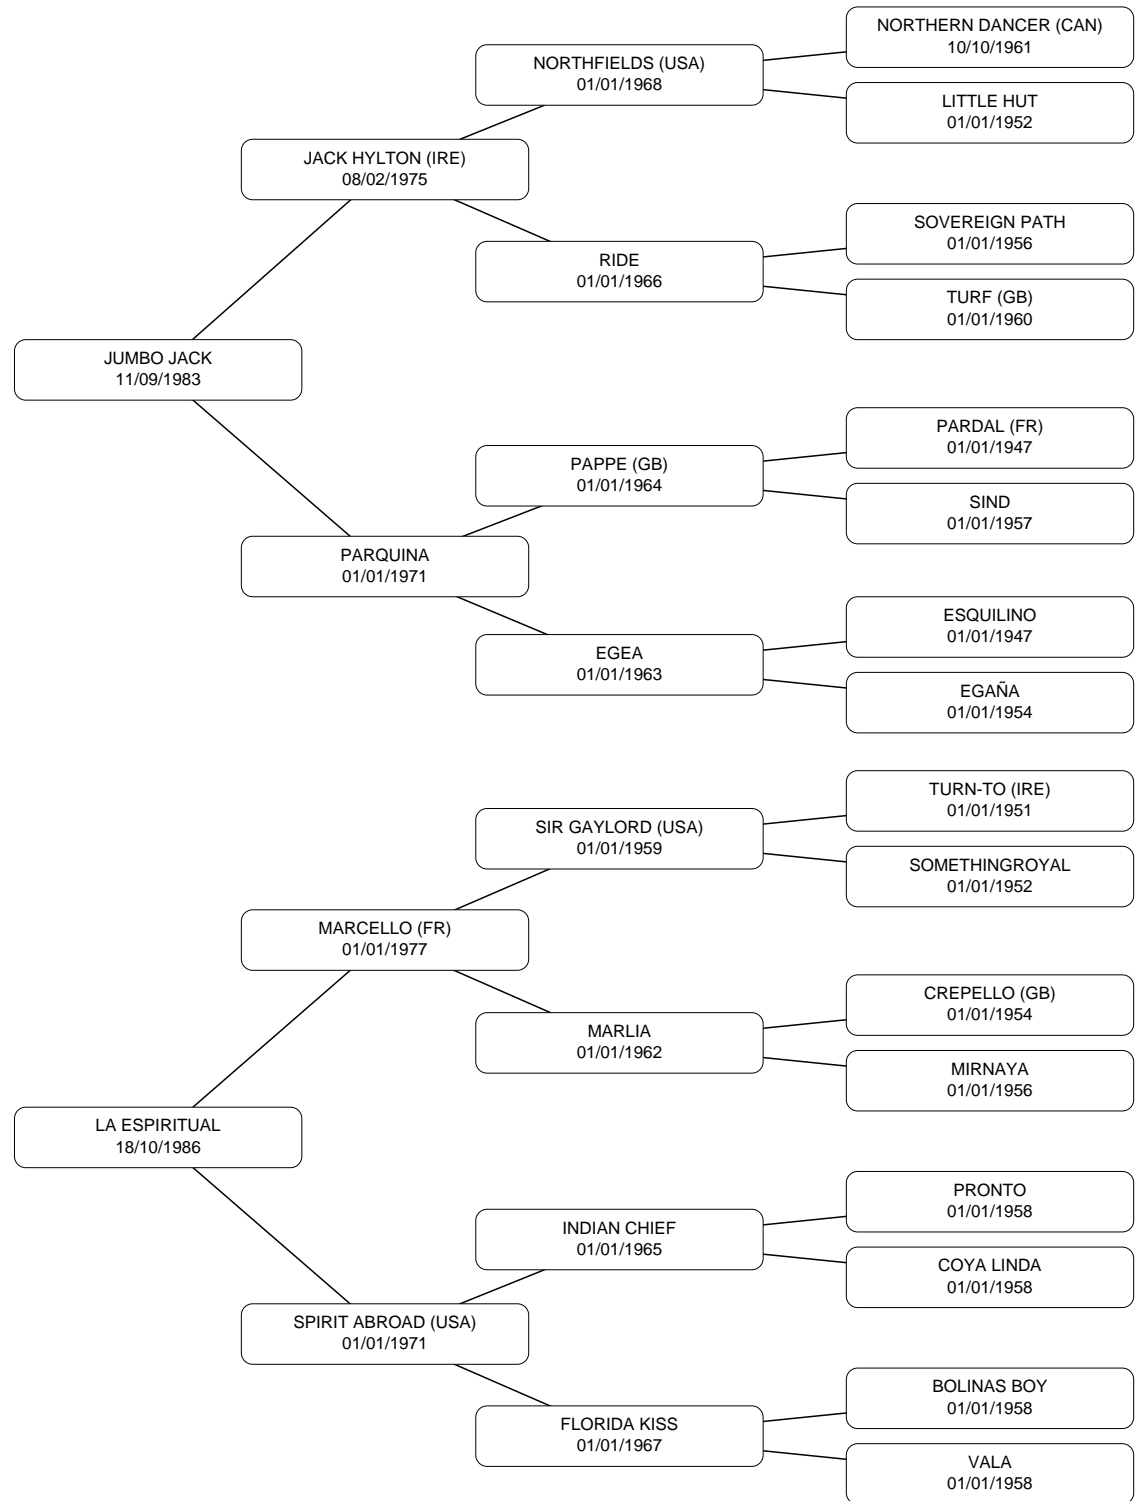 NORTHERN DANCER (CAN)
10/10/1961
NORTHFIELDS (USA)
01/01/1968
LITTLE HUT
01/01/1952
JACK HYLTON (IRE)
08/02/1975
SOVEREIGN PATH
01/01/1956
RIDE
01/01/1966
TURF (GB)
01/01/1960
JUMBO JACK
11/09/1983
PARDAL (FR)
01/01/1947
PAPPE (GB)
01/01/1964
SIND
01/01/1957
PARQUINA
01/01/1971
ESQUILINO
01/01/1947
EGEA
01/01/1963
EGAÑA
01/01/1954
TURN-TO (IRE)
01/01/1951
SIR GAYLORD (USA)
01/01/1959
SOMETHINGROYAL
01/01/1952
MARCELLO (FR)
01/01/1977
CREPELLO (GB)
01/01/1954
MARLIA
01/01/1962
MIRNAYA
01/01/1956
LA ESPIRITUAL
18/10/1986
PRONTO
01/01/1958
INDIAN CHIEF
01/01/1965
COYA LINDA
01/01/1958
SPIRIT ABROAD (USA)
01/01/1971
BOLINAS BOY
01/01/1958
FLORIDA KISS
01/01/1967
VALA
01/01/1958